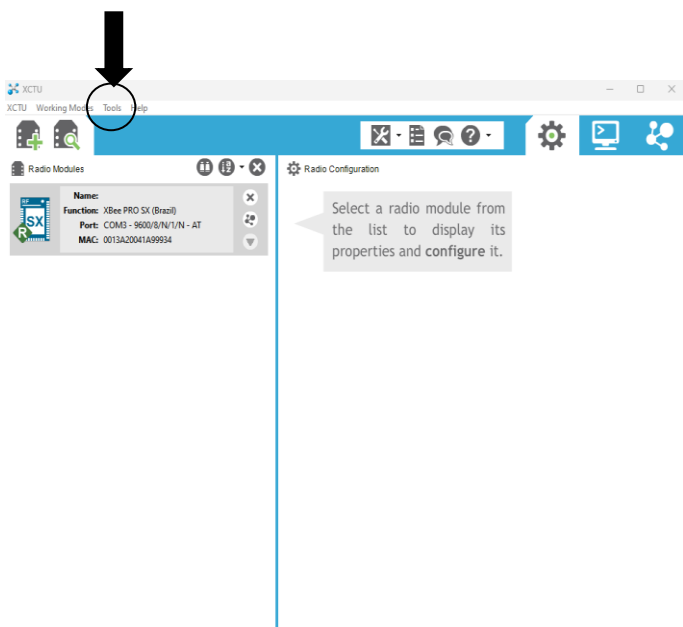 XCTU
XCTU Working Modes Tools Help
Radio Modules
Radio Configuration
RF
SX
R
Name:
Function: XBee PRO SX (Brazil)
Port: COM3 - 9600/8/N/1/N - AT
MAC: 0013A20041A99934
Select a radio module from
the list to display its
properties and configure it.